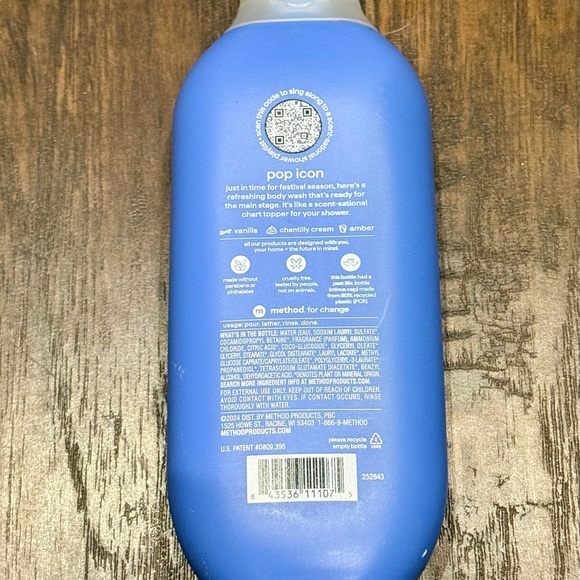 scan this code to sing along to a scent-sational shower playlist
pop icon
just in time for festival season, here's a
refreshing body wash that's ready for
the main stage. it's like a scent-sational
chart topper for your shower.
vanilla chantilly cream amber
all our products are designed with you,
your home + the future in mind.
made without
parabens or
phthalates
cruelty free.
tested by people,
not on animals.
this bottle had a
past life. bottle
(minus cap) made
from 80% recycled
plastic (PCR).
m method. for change
usage: pour. lather. rinse. done.
WHAT'S IN THE BOTTLE: WATER (EAU), SODIUM LAURYL SULFATE*
COCAMIDOPROPYL BETAINE*, FRAGRANCE (PARFUM), AMMONIUM
CHLORIDE, CITRIC ACID*, COCO-GLUCOSIDE*, GLYCERYL OLEATE*,
GLYCERYL STEARATE*, GLYCOL DISTEARATE*, LAURYL LACTATE*, METHYL
GLUCOSE CAPRATE/CAPRYLATE/OLEATE*, POLYGLYCERYL-3 LAURATE*,
PROPANEDIOL*, TETRASODIUM GLUTAMATE DIACETATE*, BENZYL
ALCOHOL, DEHYDROACETIC ACID. *DENOTES PLANT OR MINERAL ORIGIN.
SEARCH MORE INGREDIENT INFO AT METHODPRODUCTS.COM.
FOR EXTERNAL USE ONLY. KEEP OUT OF REACH OF CHILDREN.
AVOID CONTACT WITH EYES. IF CONTACT OCCURS, RINSE
THOROUGHLY WITH WATER.
©2024 DIST. BY METHOD PRODUCTS, PBC
1525 HOWE ST., RACINE, WI 53403 1-866-9-METHOD
METHODPRODUCTS.COM
please recycle
empty bottle
U.S. PATENT #D809,396
252843
8 43536 11107 5